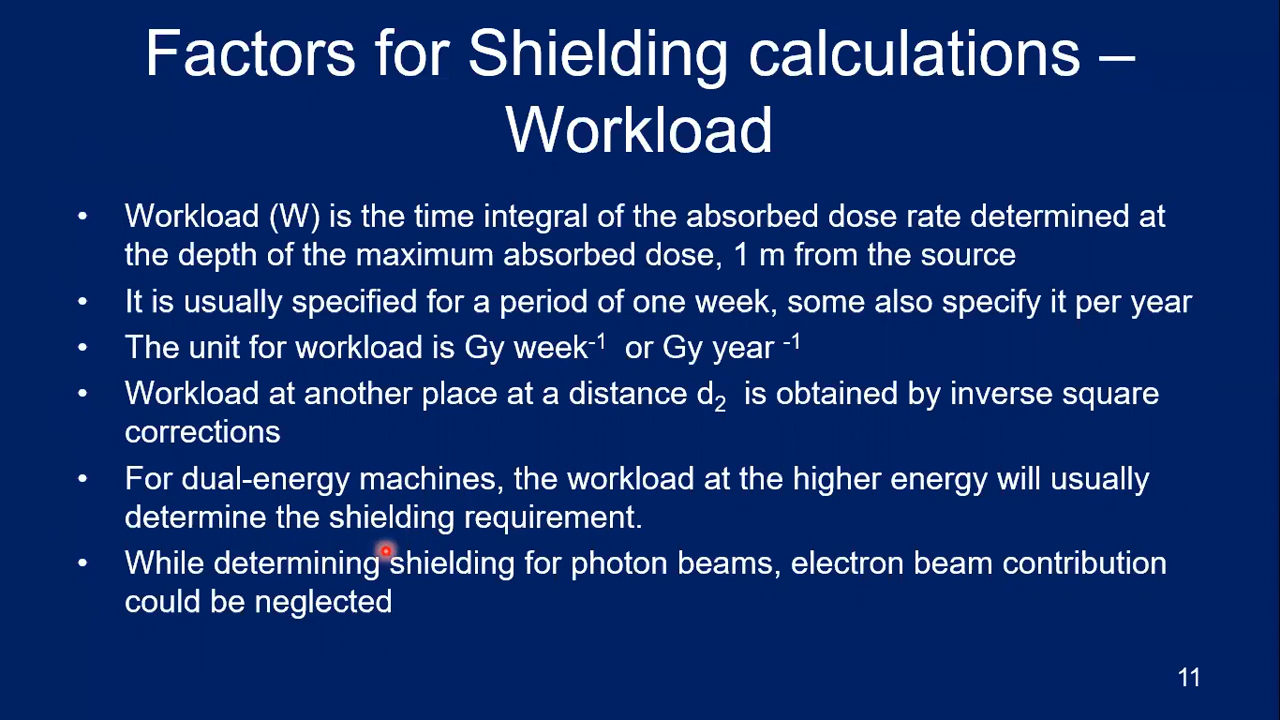 Factors for Shielding calculations –
Workload
• Workload (W) is the time integral of the absorbed dose rate determined at
the depth of the maximum absorbed dose, 1 m from the source
• It is usually specified for a period of one week, some also specify it per year
• The unit for workload is Gy week⁻¹ or Gy year ⁻¹
• Workload at another place at a distance d₂ is obtained by inverse square
corrections
• For dual-energy machines, the workload at the higher energy will usually
determine the shielding requirement.
• While determining shielding for photon beams, electron beam contribution
could be neglected
11